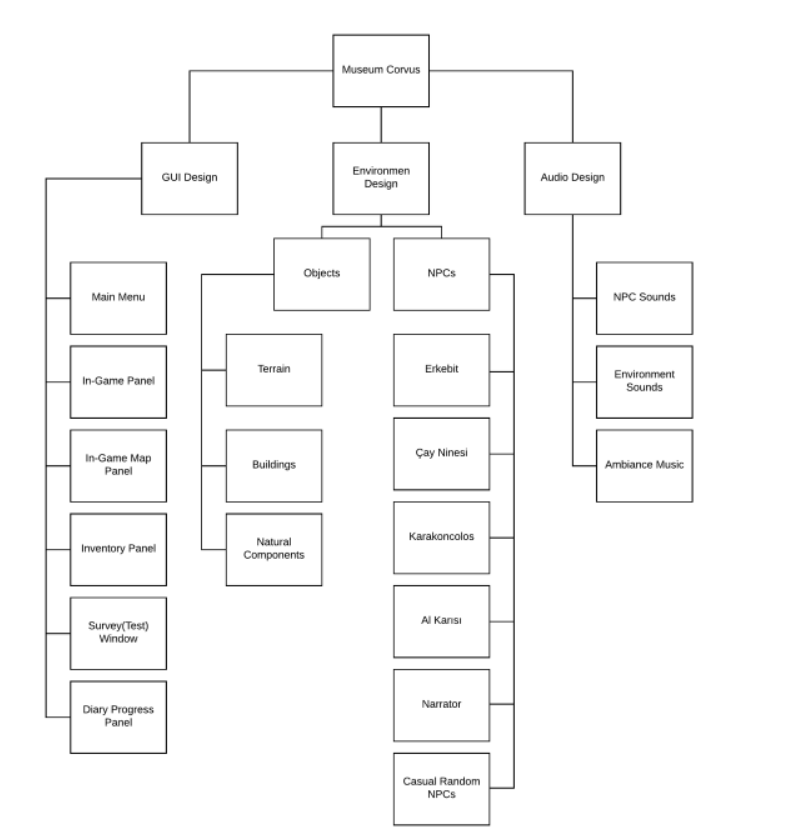 Museum Corvus
GUI Design
Environmen
Design
Audio Design
Objects
NPCs
Main Menu
In-Game Panel
In-Game Map
Panel
Inventory Panel
Survey(Test)
Window
Diary Progress
Panel
Terrain
Buildings
Natural
Components
Erkebit
Çay Ninesi
Karakoncolos
Al Karısı
Narrator
Casual Random
NPCs
NPC Sounds
Environment
Sounds
Ambiance Music